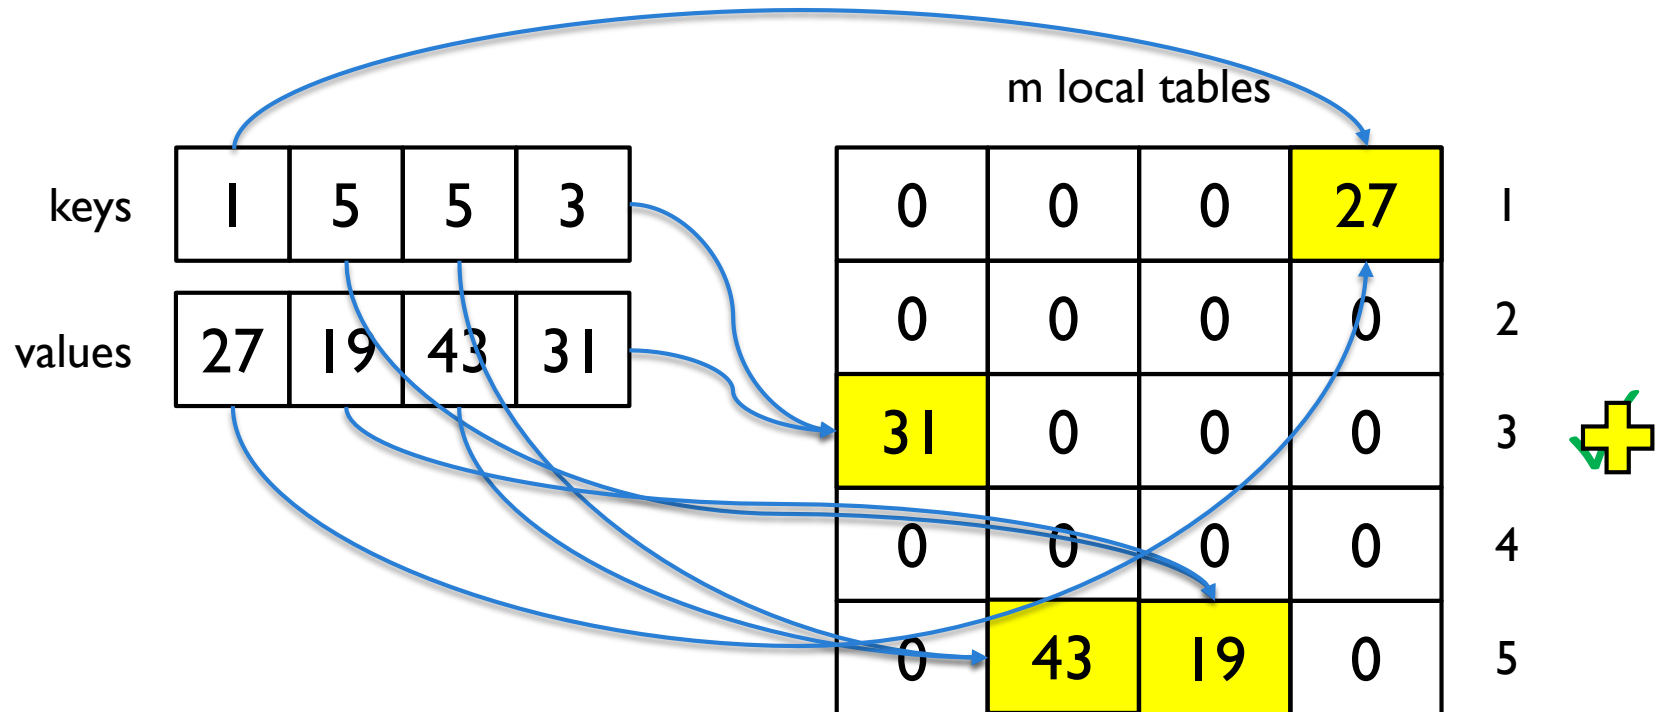 m local tables
keys 1 5 5 3
0 0 0 27 1
0 0 0 0 2
values 27 19 43 31
31 0 0 0 3
0 0 0 0 4
0 43 19 0 5